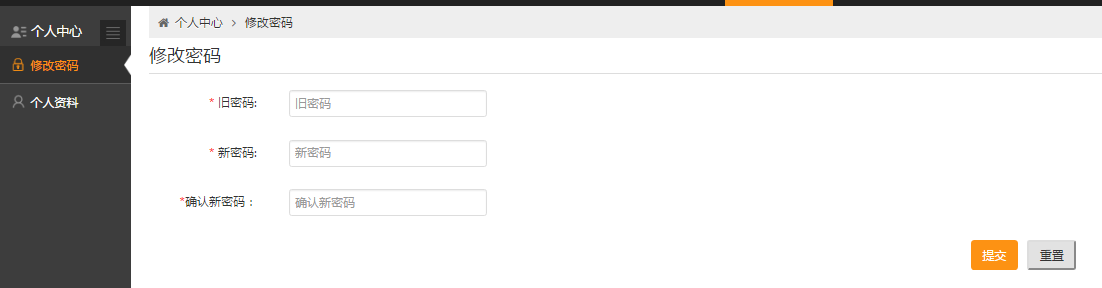 个人中心
修改密码
个人资料
个人中心 > 修改密码
修改密码
* 旧密码: 旧密码
* 新密码: 新密码
*确认新密码： 确认新密码
提交 重置